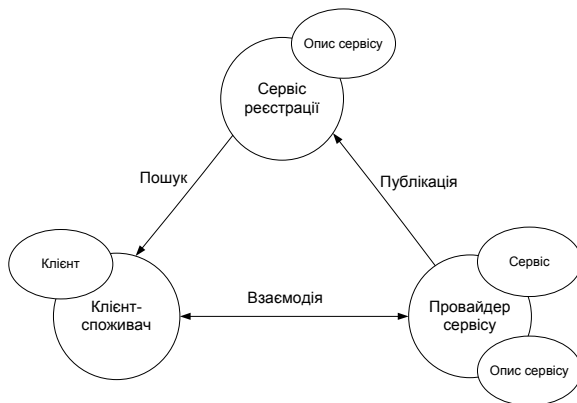 Опис сервісу
Сервіс
реєстрації
Пошук
Публікація
Клієнт
Сервіс
Клієнт-
споживач
Взаємодія
Провайдер
сервісу
Опис сервісу